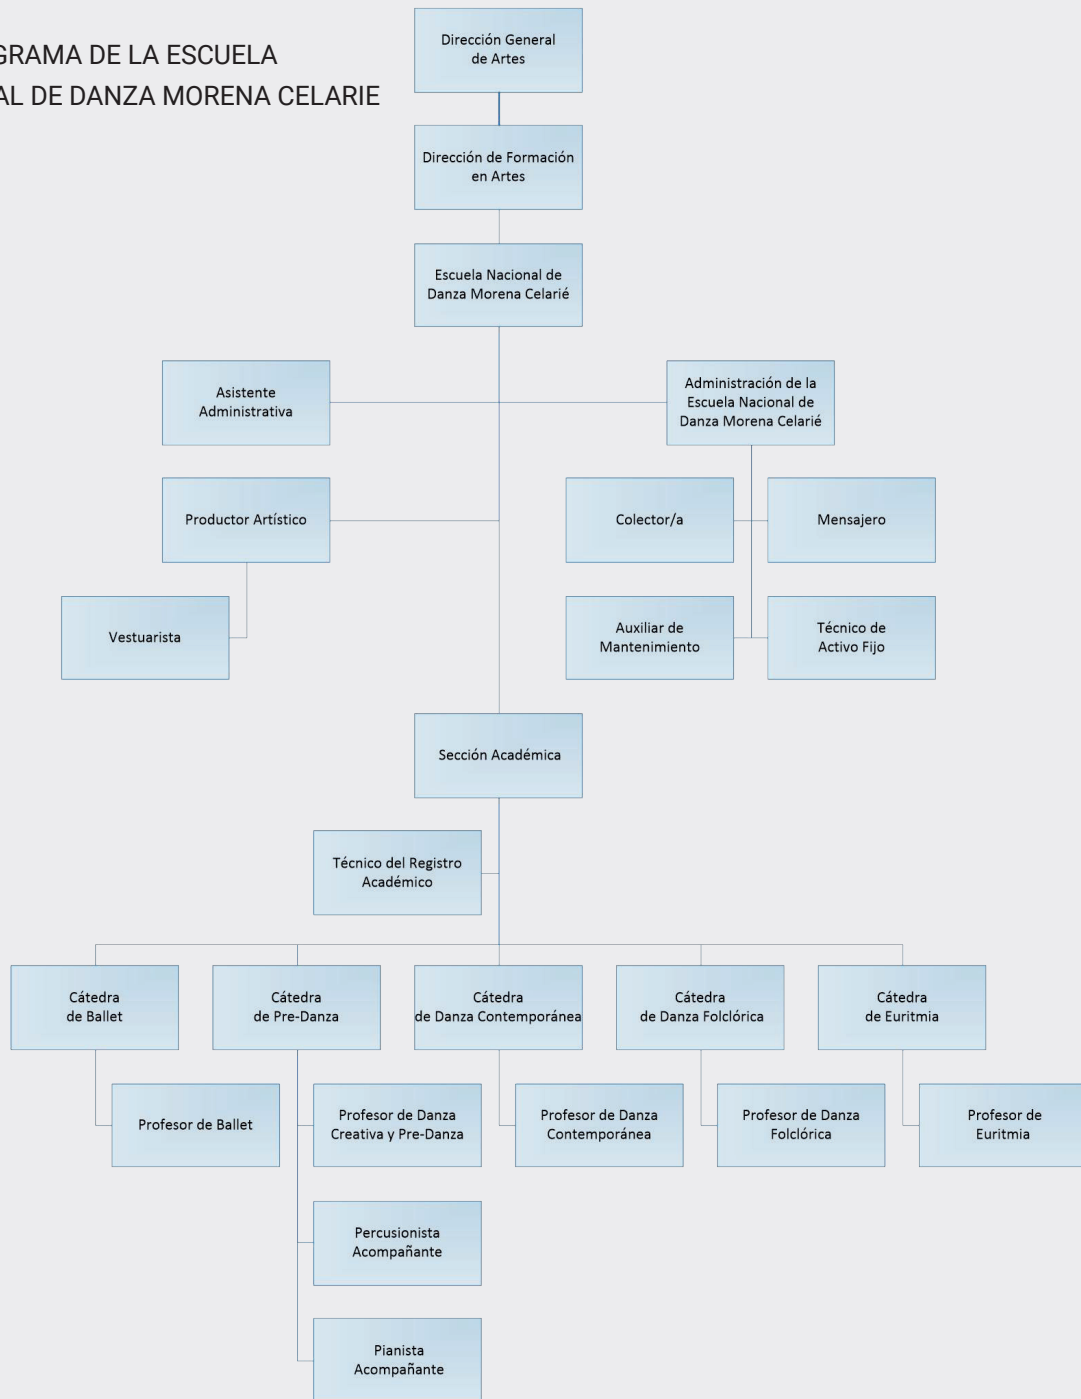 GRAMA DE LA ESCUELA
AL DE DANZA MORENA CELARIE
Dirección General
de Artes
Dirección de Formación
en Artes
Escuela Nacional de
Danza Morena Celarié
Asistente
Administrativa
Administración de la
Escuela Nacional de
Danza Morena Celarié
Productor Artístico
Colector/a
Mensajero
Vestuarista
Auxiliar de
Mantenimiento
Técnico de
Activo Fijo
Sección Académica
Técnico del Registro
Académico
Cátedra
de Ballet
Cátedra
de Pre-Danza
Cátedra
de Danza Contemporánea
Cátedra
de Danza Folclórica
Cátedra
de Euritmia
Profesor de Ballet
Profesor de Danza
Creativa y Pre-Danza
Profesor de Danza
Contemporánea
Profesor de Danza
Folclórica
Profesor de
Euritmia
Percusionista
Acompañante
Pianista
Acompañante